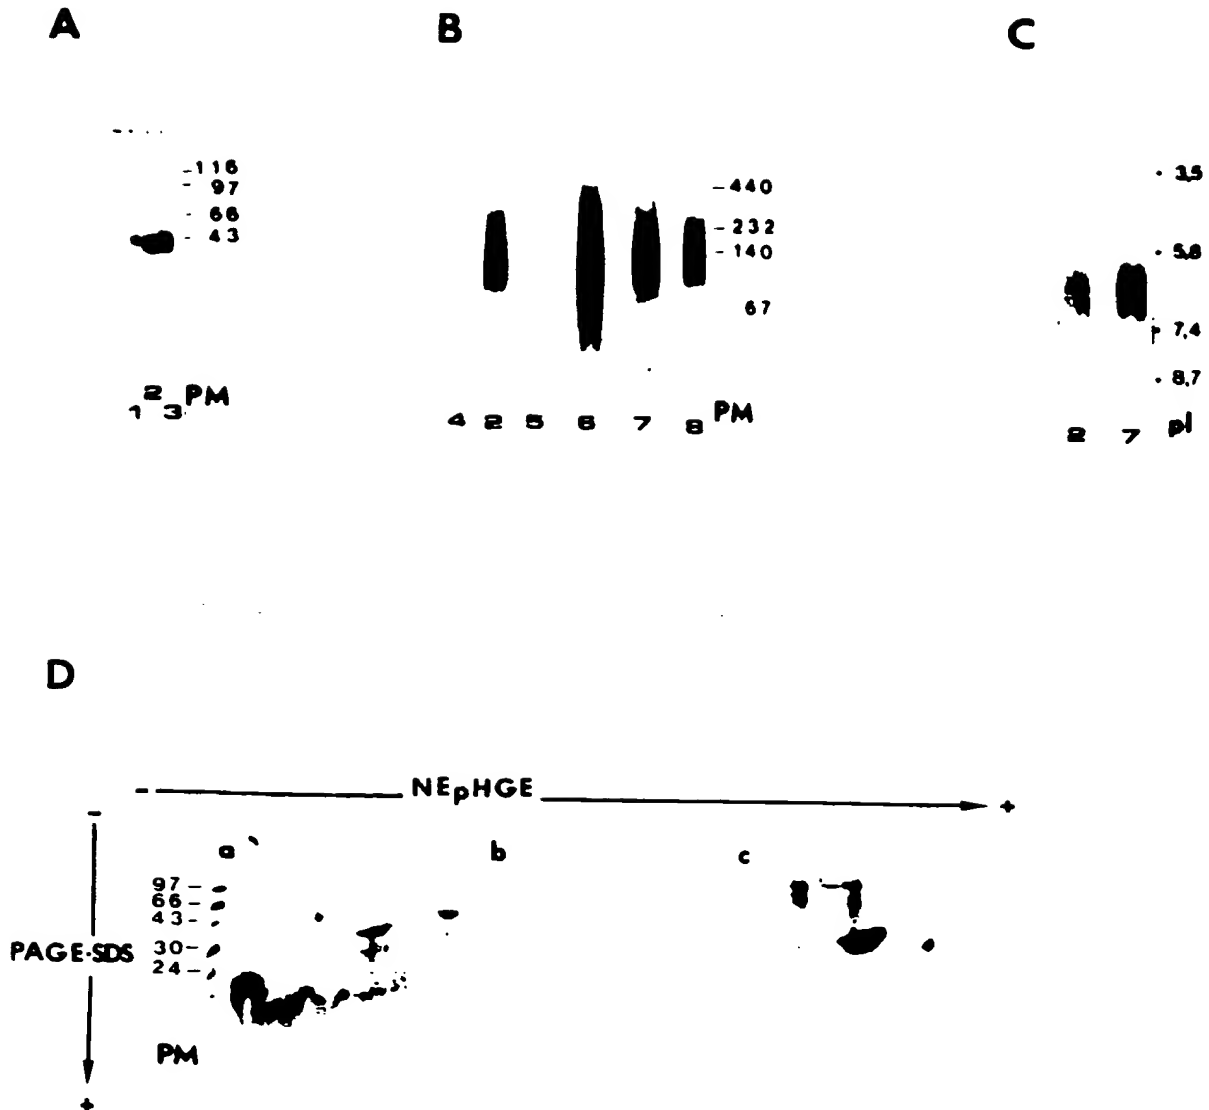 A
B
C
-116
- 97
- 66
- 43
1 2 3 PM
-440
-232
-140
67
4 2 5 6 7 8 PM
• 3,5
• 5,8
• 7,4
• 8,7
2 7 pI
D
- NEpHGE +
-
a
b
c
97-
66-
43-
30-
24-
PAGE-SDS
PM
+